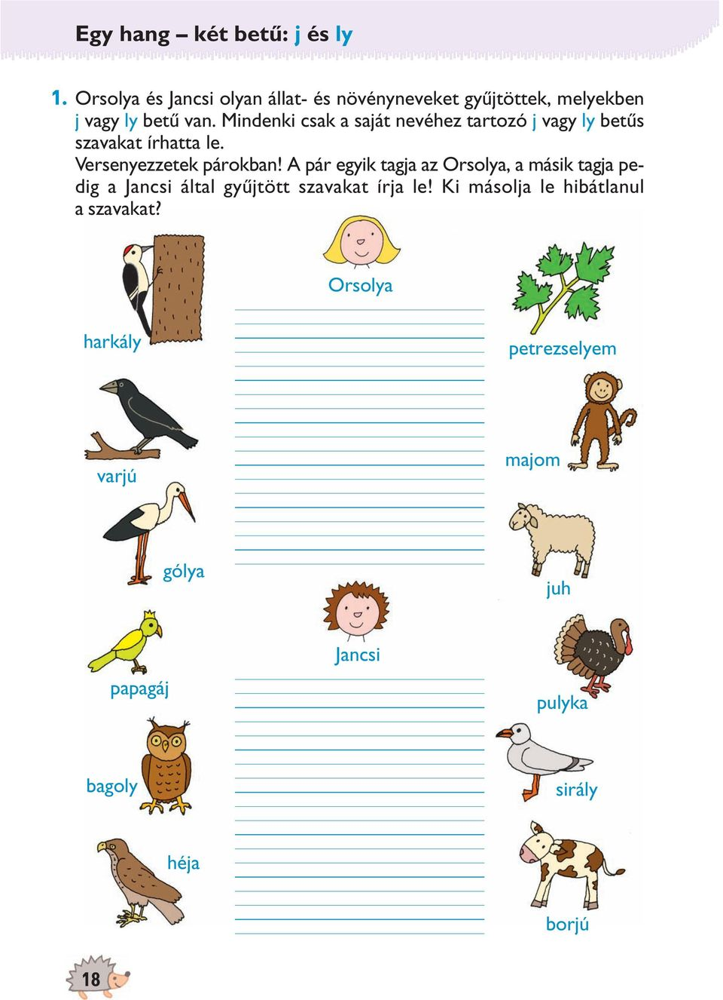 Egy hang – két betű: j és ly
1. Orsolya és Jancsi olyan állat- és növényneveket gyűjtöttek, melyekben
j vagy ly betű van. Mindenki csak a saját nevéhez tartozó j vagy ly betűs
szavakat írhatta le.
Versenyezzetek párokban! A pár egyik tagja az Orsolya, a másik tagja pe-
dig a Jancsi által gyűjtött szavakat írja le! Ki másolja le hibátlanul
a szavakat?
Orsolya
harkály
petrezselyem
majom
varjú
gólya
juh
Jancsi
papagáj
pulyka
bagoly
sirály
héja
borjú
18